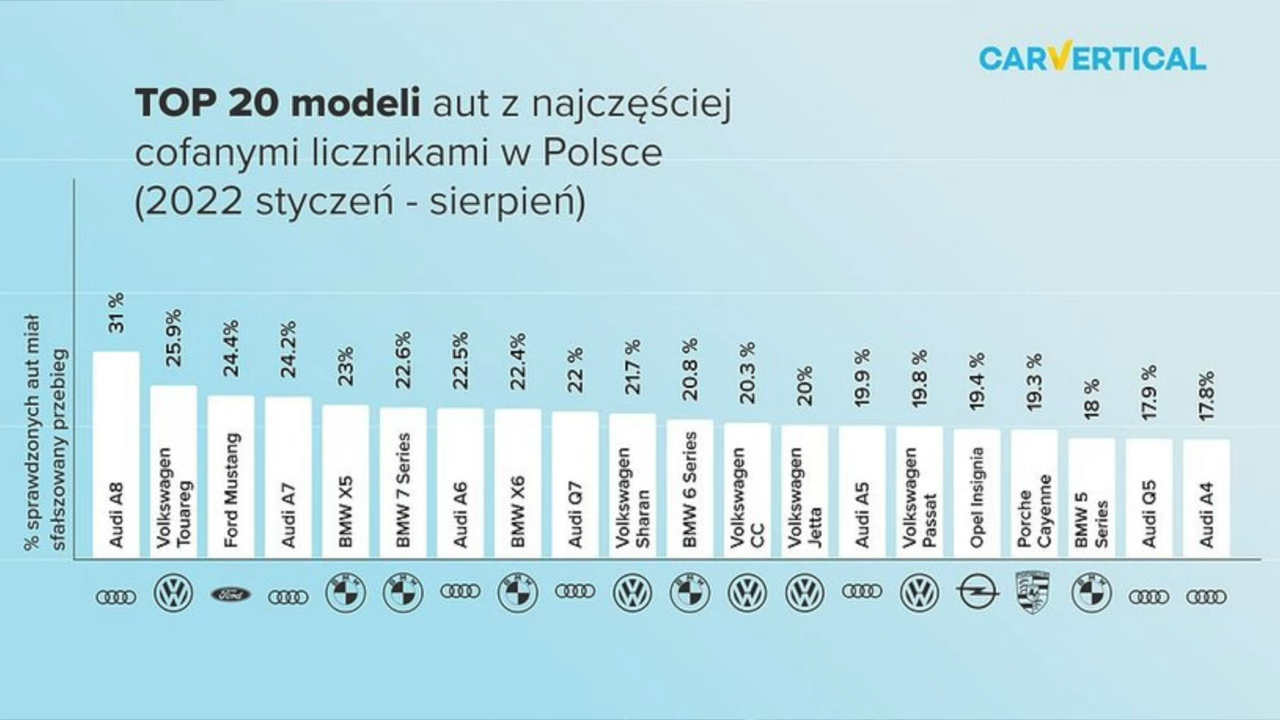 CARVERTICAL
TOP 20 modeli aut z najczęściej
cofanymi licznikami w Polsce
(2022 styczeń - sierpień)
% sprawdzonych aut miał
sfałszowany przebieg
31 %
25.9%
24.4%
24.2%
23%
22.6%
22.5%
22.4%
22 %
21.7 %
20.8 %
20.3 %
20%
19.9 %
19.8 %
19.4 %
19.3 %
18 %
17.9 %
17.8%
Audi A8
Volkswagen
Touareg
Ford Mustang
Audi A7
BMW X5
BMW 7 Series
Audi A6
BMW X6
Audi Q7
Volkswagen
Sharan
BMW 6 Series
Volkswagen
CC
Volkswagen
Jetta
Audi A5
Volkswagen
Passat
Opel Insignia
Porche
Cayenne
BMW 5
Series
Audi Q5
Audi A4